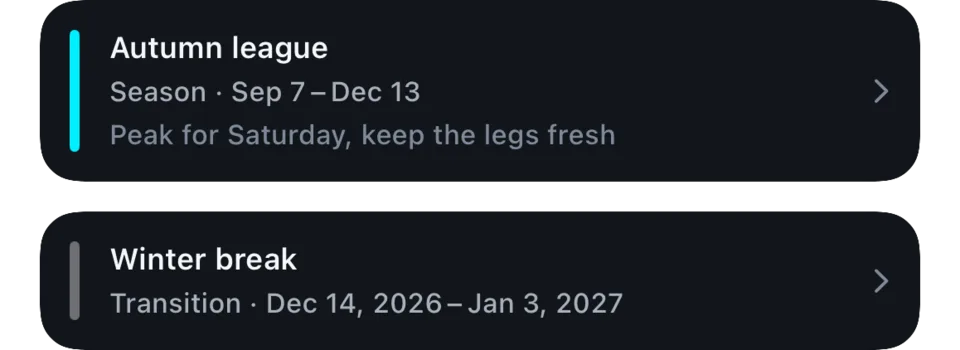 Autumn league
Season · Sep 7 – Dec 13
Peak for Saturday, keep the legs fresh
Winter break
Transition · Dec 14, 2026 – Jan 3, 2027